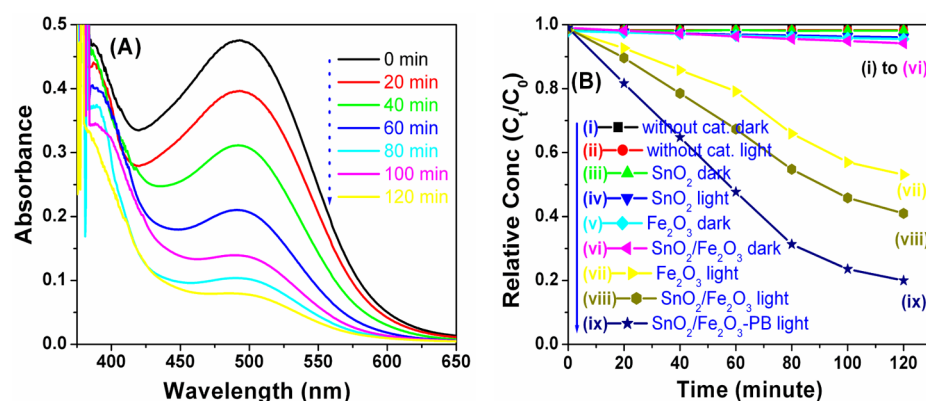 (A)
0 min
20 min
40 min
60 min
80 min
100 min
120 min
Absorbance
0.5
0.4
0.3
0.2
0.1
0.0
400 450 500 550 600 650
Wavelength (nm)
(B)
(i) to (vi)
(i) without cat. dark
(ii) without cat. light
(iii) SnO₂ dark
(iv) SnO₂ light
(v) Fe₂O₃ dark
(vi) SnO₂/Fe₂O₃ dark
(vii) Fe₂O₃ light
(viii) SnO₂/Fe₂O₃ light
(ix) SnO₂/Fe₂O₃-PB light
(vii)
(viii)
(ix)
Relative Conc (Cₜ/C₀)
1.0
0.8
0.6
0.4
0.2
0.0
0 20 40 60 80 100 120
Time (minute)